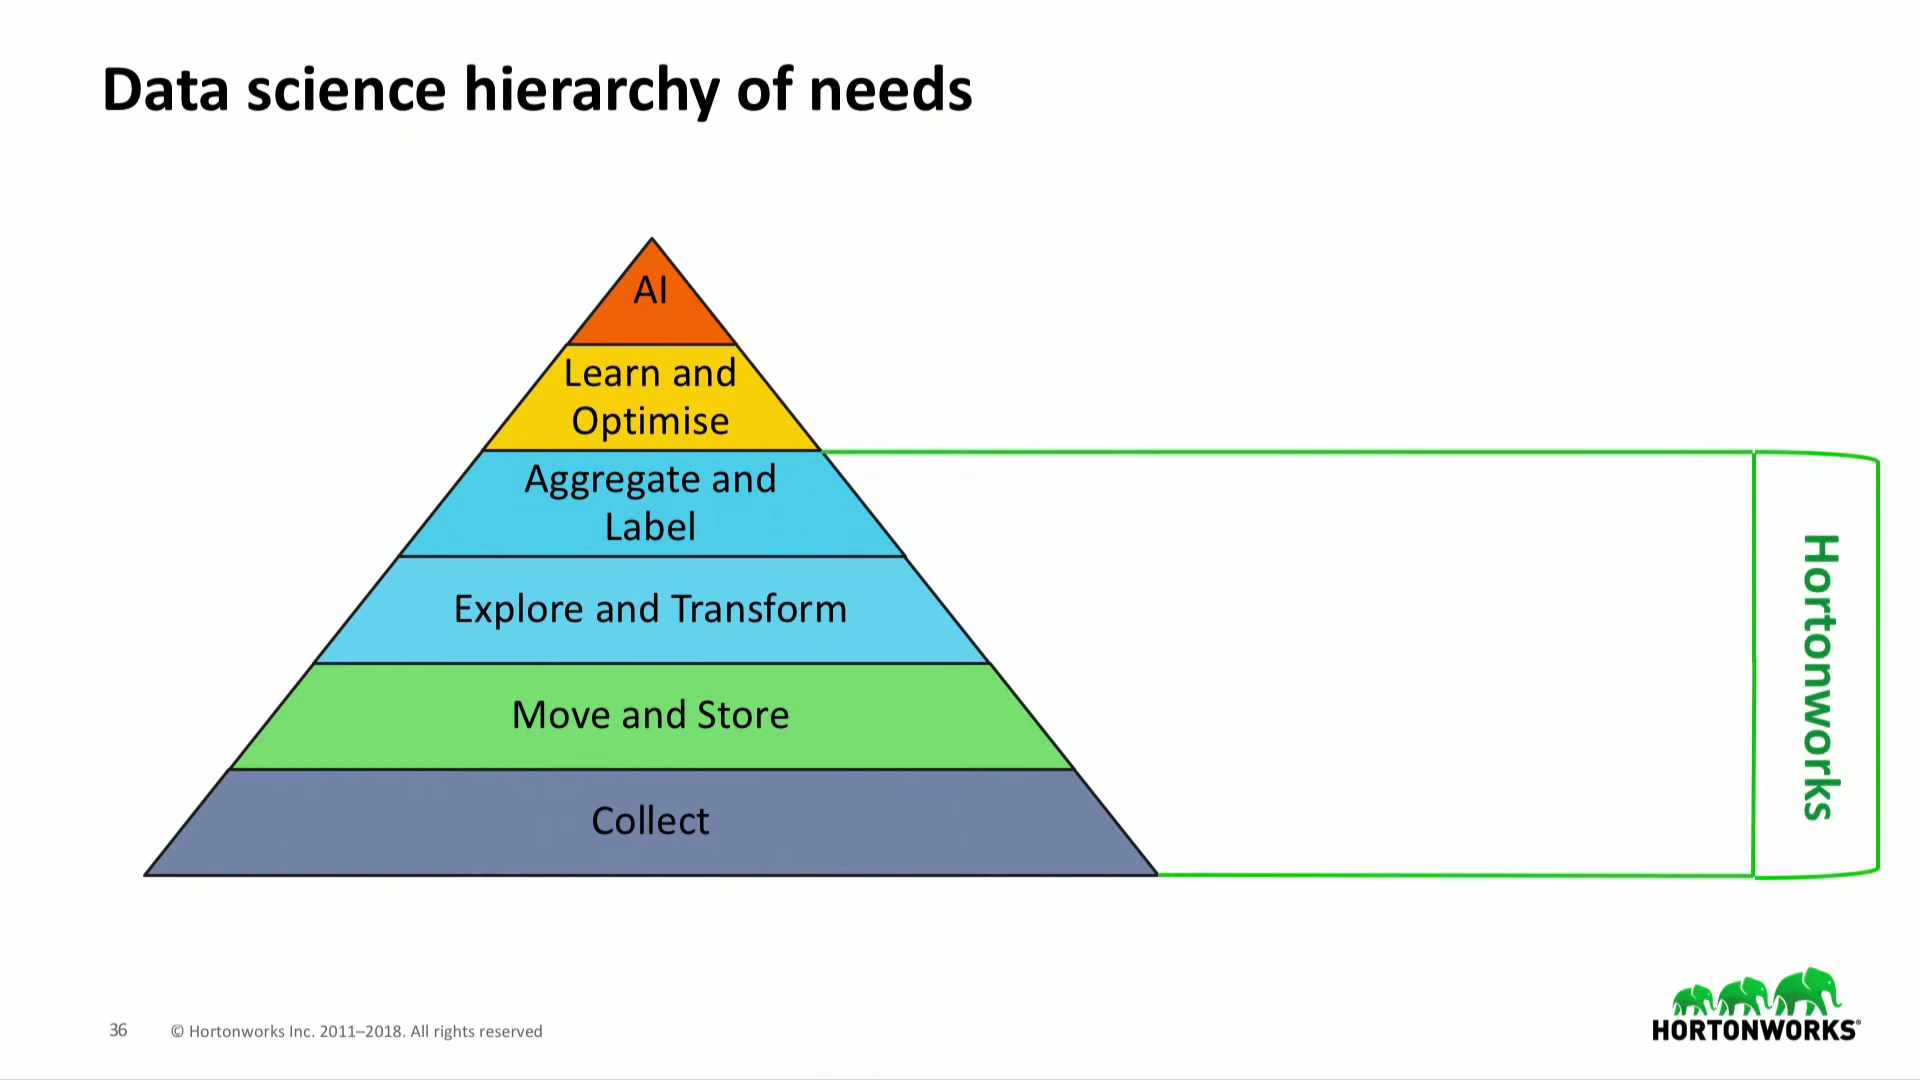 Data science hierarchy of needs
AI
Learn and
Optimise
Aggregate and
Label
Explore and Transform
Move and Store
Collect
Hortonworks
36
© Hortonworks Inc. 2011–2018. All rights reserved
HORTONWORKS®